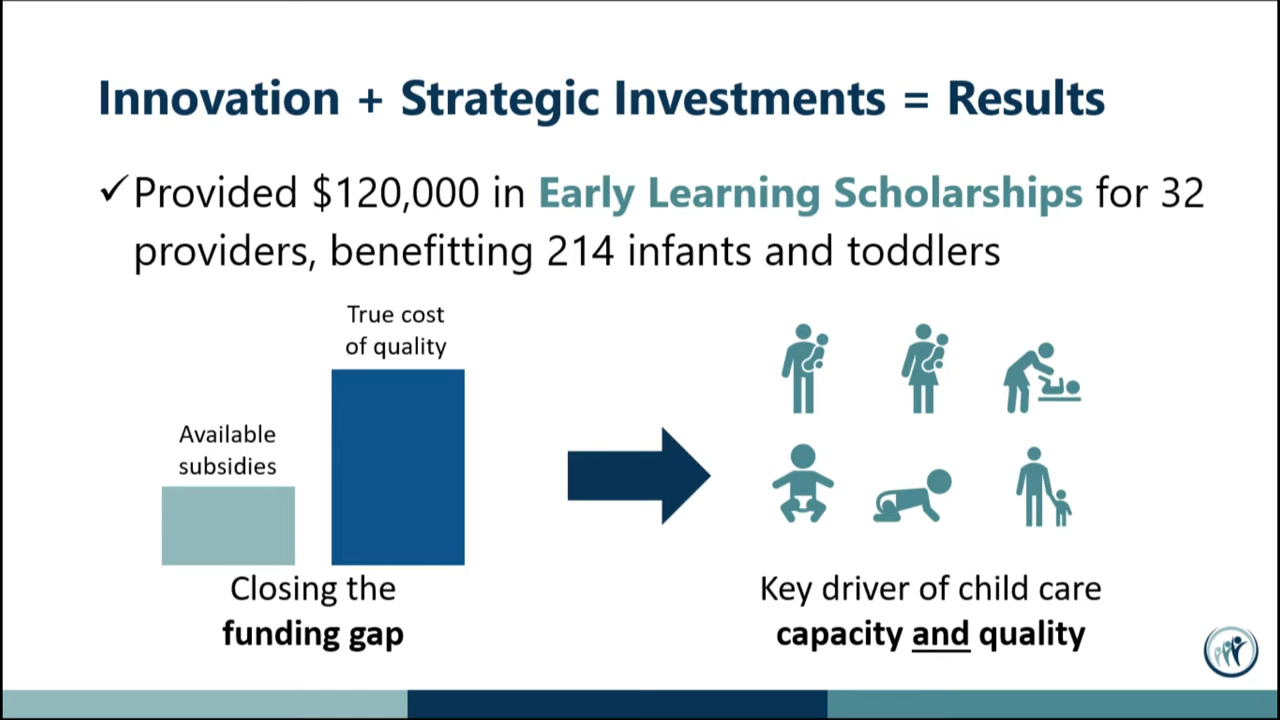 Innovation + Strategic Investments = Results
✓Provided $120,000 in Early Learning Scholarships for 32
providers, benefitting 214 infants and toddlers
True cost
of quality
Available
subsidies
Closing the
funding gap
Key driver of child care
capacity and quality